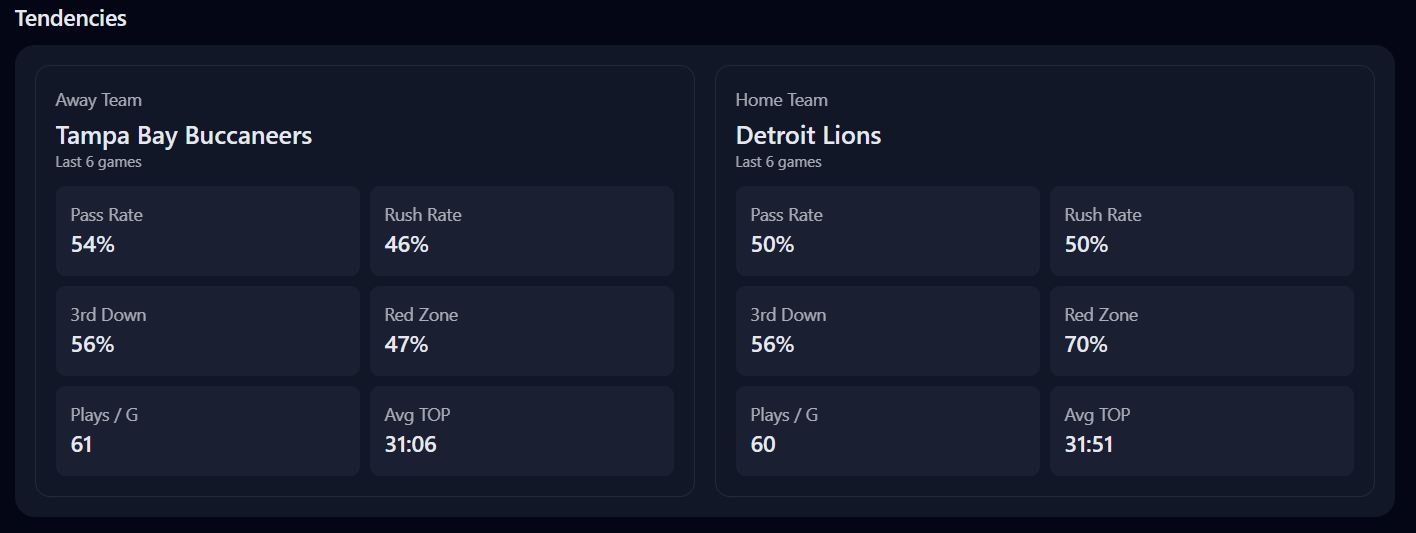 Tendencies
Away Team
Tampa Bay Buccaneers
Last 6 games
Pass Rate
54%
Rush Rate
46%
3rd Down
56%
Red Zone
47%
Plays / G
61
Avg TOP
31:06
Home Team
Detroit Lions
Last 6 games
Pass Rate
50%
Rush Rate
50%
3rd Down
56%
Red Zone
70%
Plays / G
60
Avg TOP
31:51